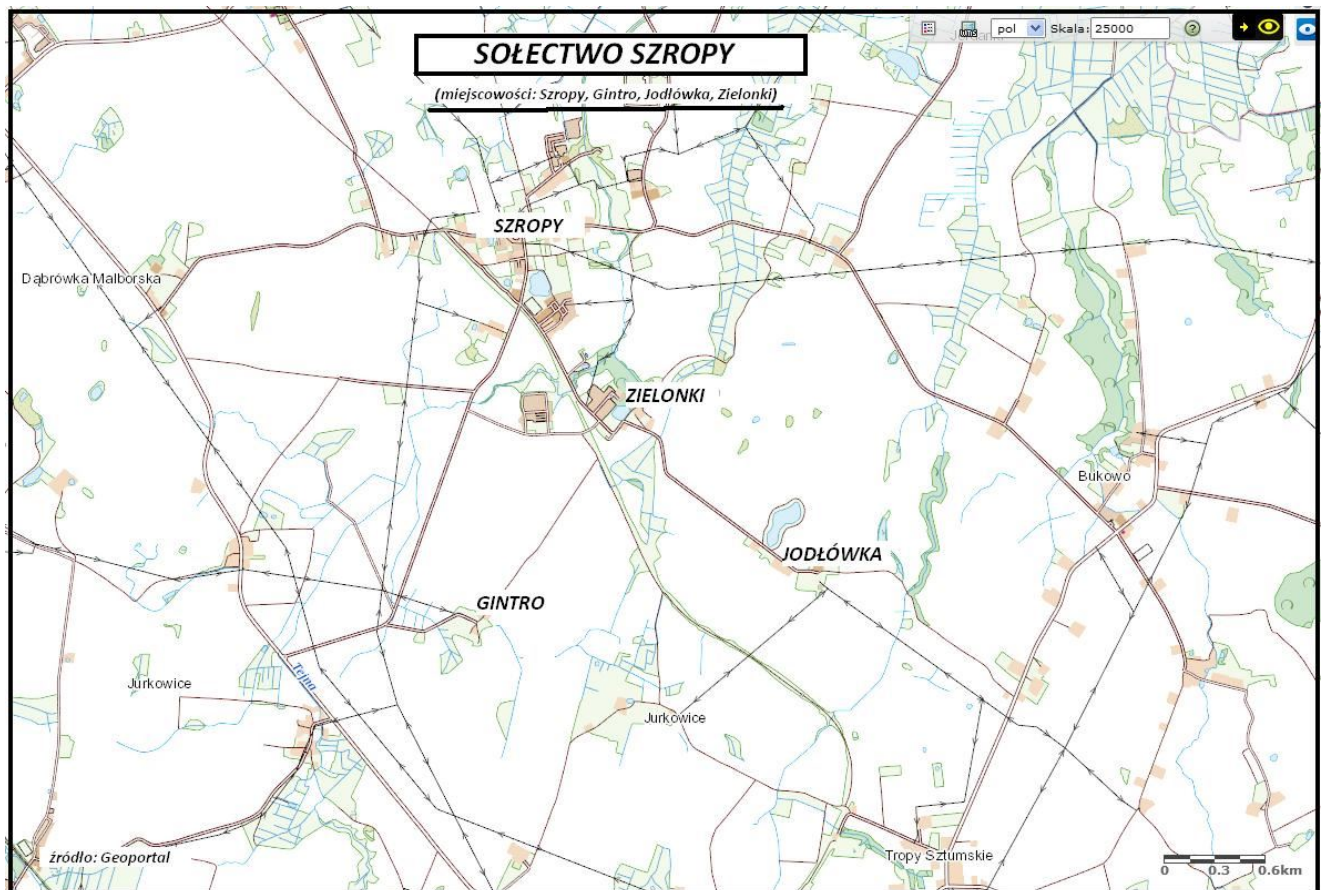 pol Skala: 25000
SOŁECTWO SZROPY
(miejscowości: Szropy, Gintro, Jodłówka, Zielonki)
SZROPY
Dąbrówka Malborska
ZIELONKI
Bukowo
JODŁÓWKA
GINTRO
Tejna
Jurkowice
Jurkowice
źródło: Geoportal
Tropy Sztumskie
0 0.3 0.6km